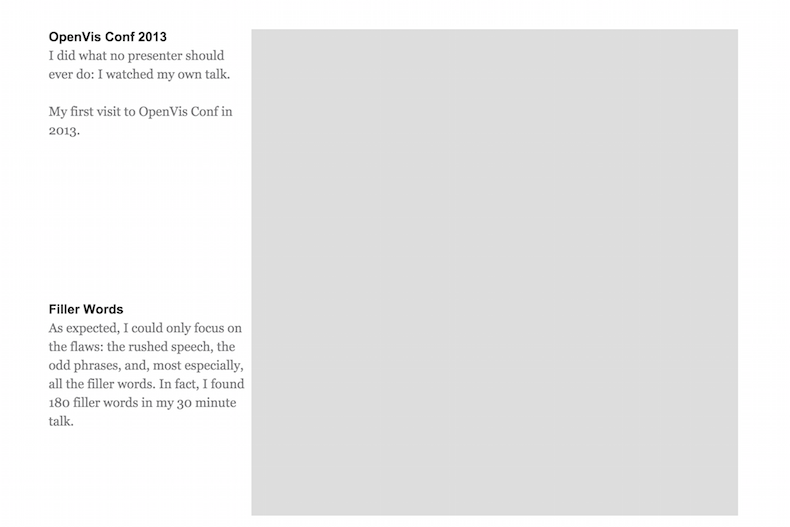 OpenVis Conf 2013
I did what no presenter should
ever do: I watched my own talk.
My first visit to OpenVis Conf in
2013.
Filler Words
As expected, I could only focus on
the flaws: the rushed speech, the
odd phrases, and, most especially,
all the filler words. In fact, I found
180 filler words in my 30 minute
talk.